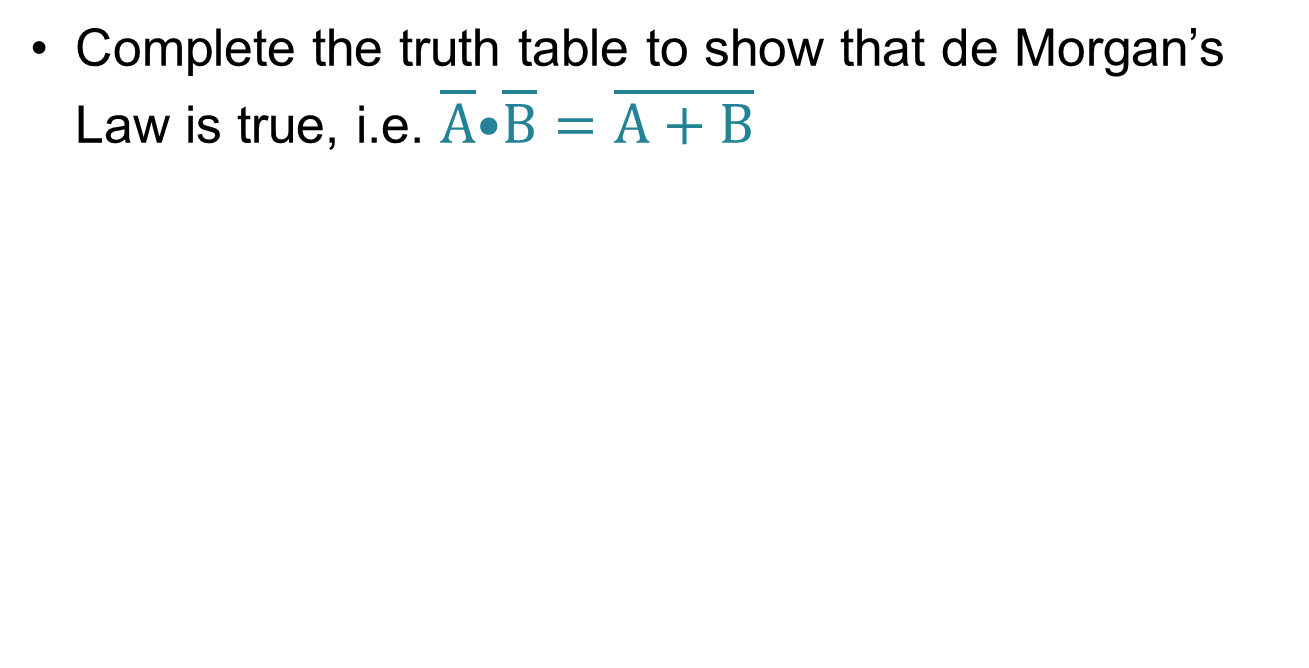 • Complete the truth table to show that de Morgan’s
Law is true, i.e. A̅•B̅ = A̅ ̅+̅ ̅B̅